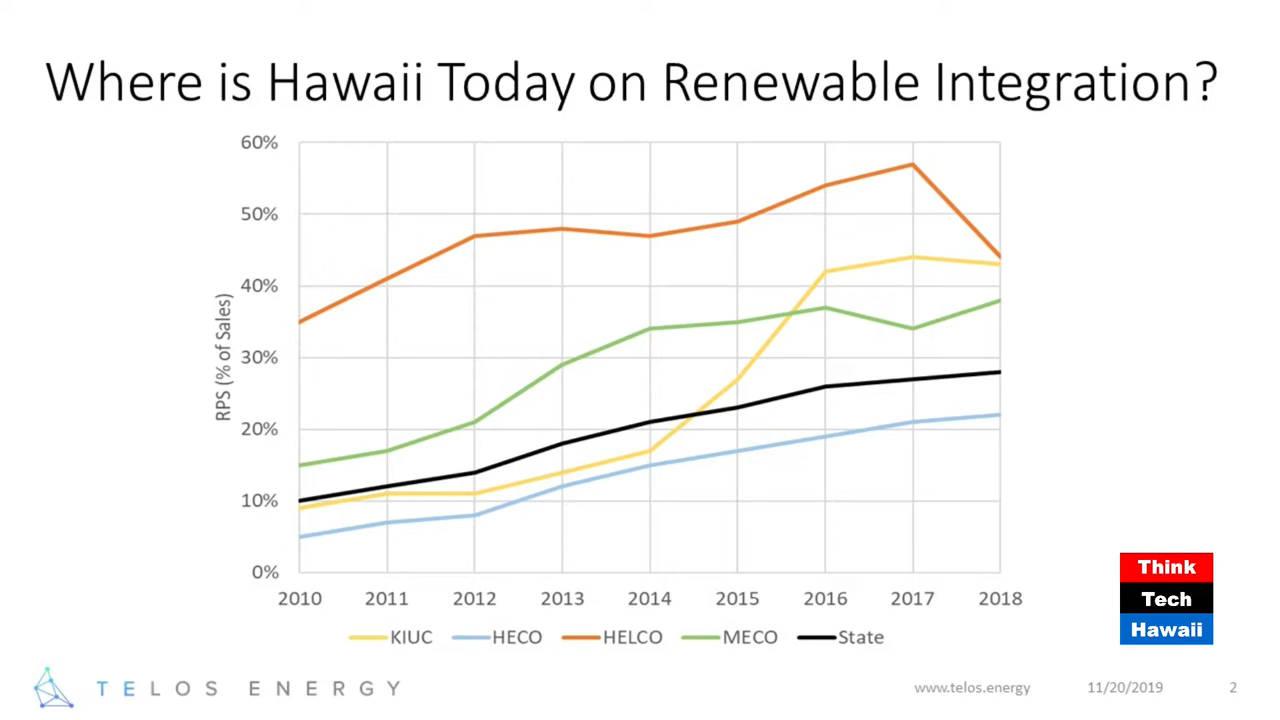 Where is Hawaii Today on Renewable Integration?
60%
50%
40%
30%
20%
10%
0%
RPS (% of Sales)
2010 2011 2012 2013 2014 2015 2016 2017 2018
KIUC HECO HELCO MECO State
Think
Tech
Hawaii
TELOS ENERGY
www.telos.energy 11/20/2019 2